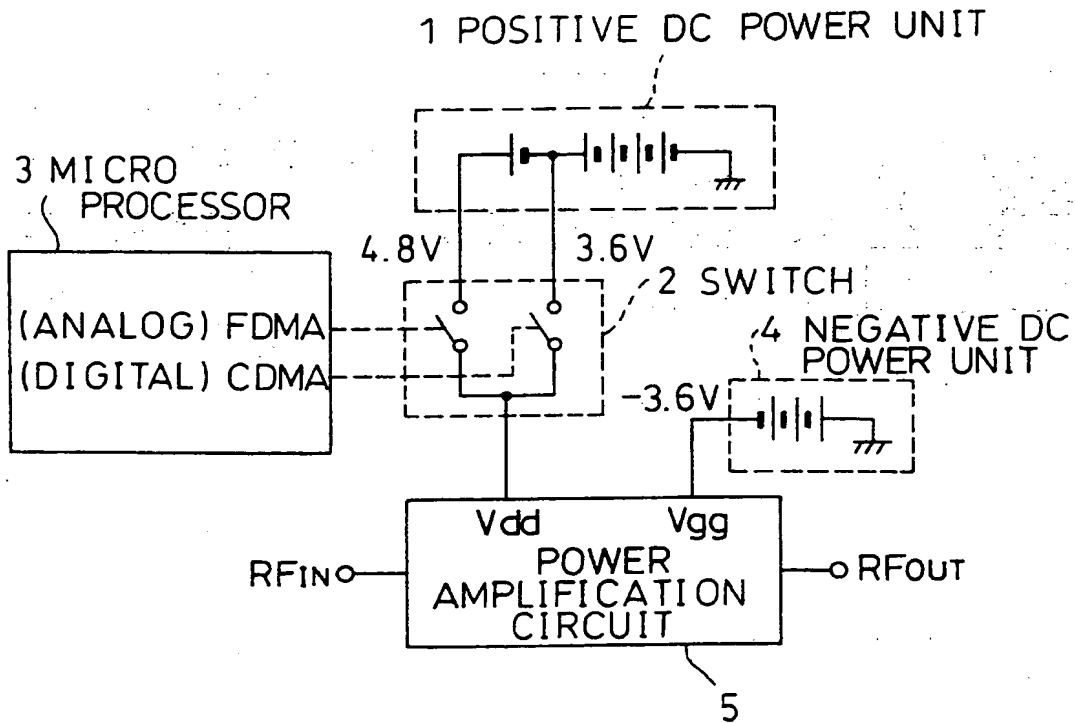 1 POSITIVE DC POWER UNIT
3 MICRO
PROCESSOR
4.8V
3.6V
2 SWITCH
(ANALOG) FDMA
(DIGITAL) CDMA
4 NEGATIVE DC
POWER UNIT
-3.6V
Vdd
Vgg
RFIN
POWER
AMPLIFICATION
CIRCUIT
RFOUT
5